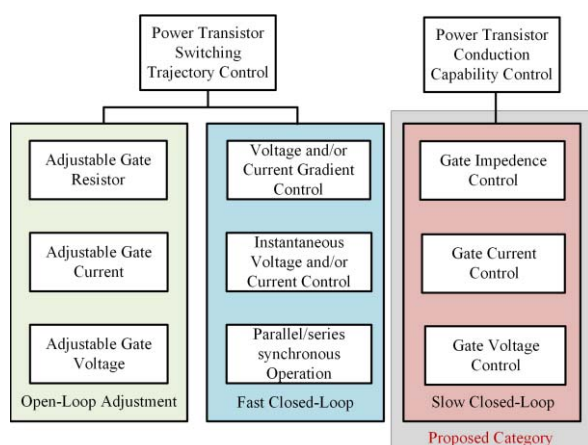 Power Transistor
Switching
Trajectory Control
Power Transistor
Conduction
Capability Control
Adjustable Gate
Resistor
Adjustable Gate
Current
Adjustable Gate
Voltage
Open-Loop Adjustment
Voltage and/or
Current Gradient
Control
Instantaneous
Voltage and/or
Current Control
Parallel/series
synchronous
Operation
Fast Closed-Loop
Gate Impedence
Control
Gate Current
Control
Gate Voltage
Control
Slow Closed-Loop
Proposed Category